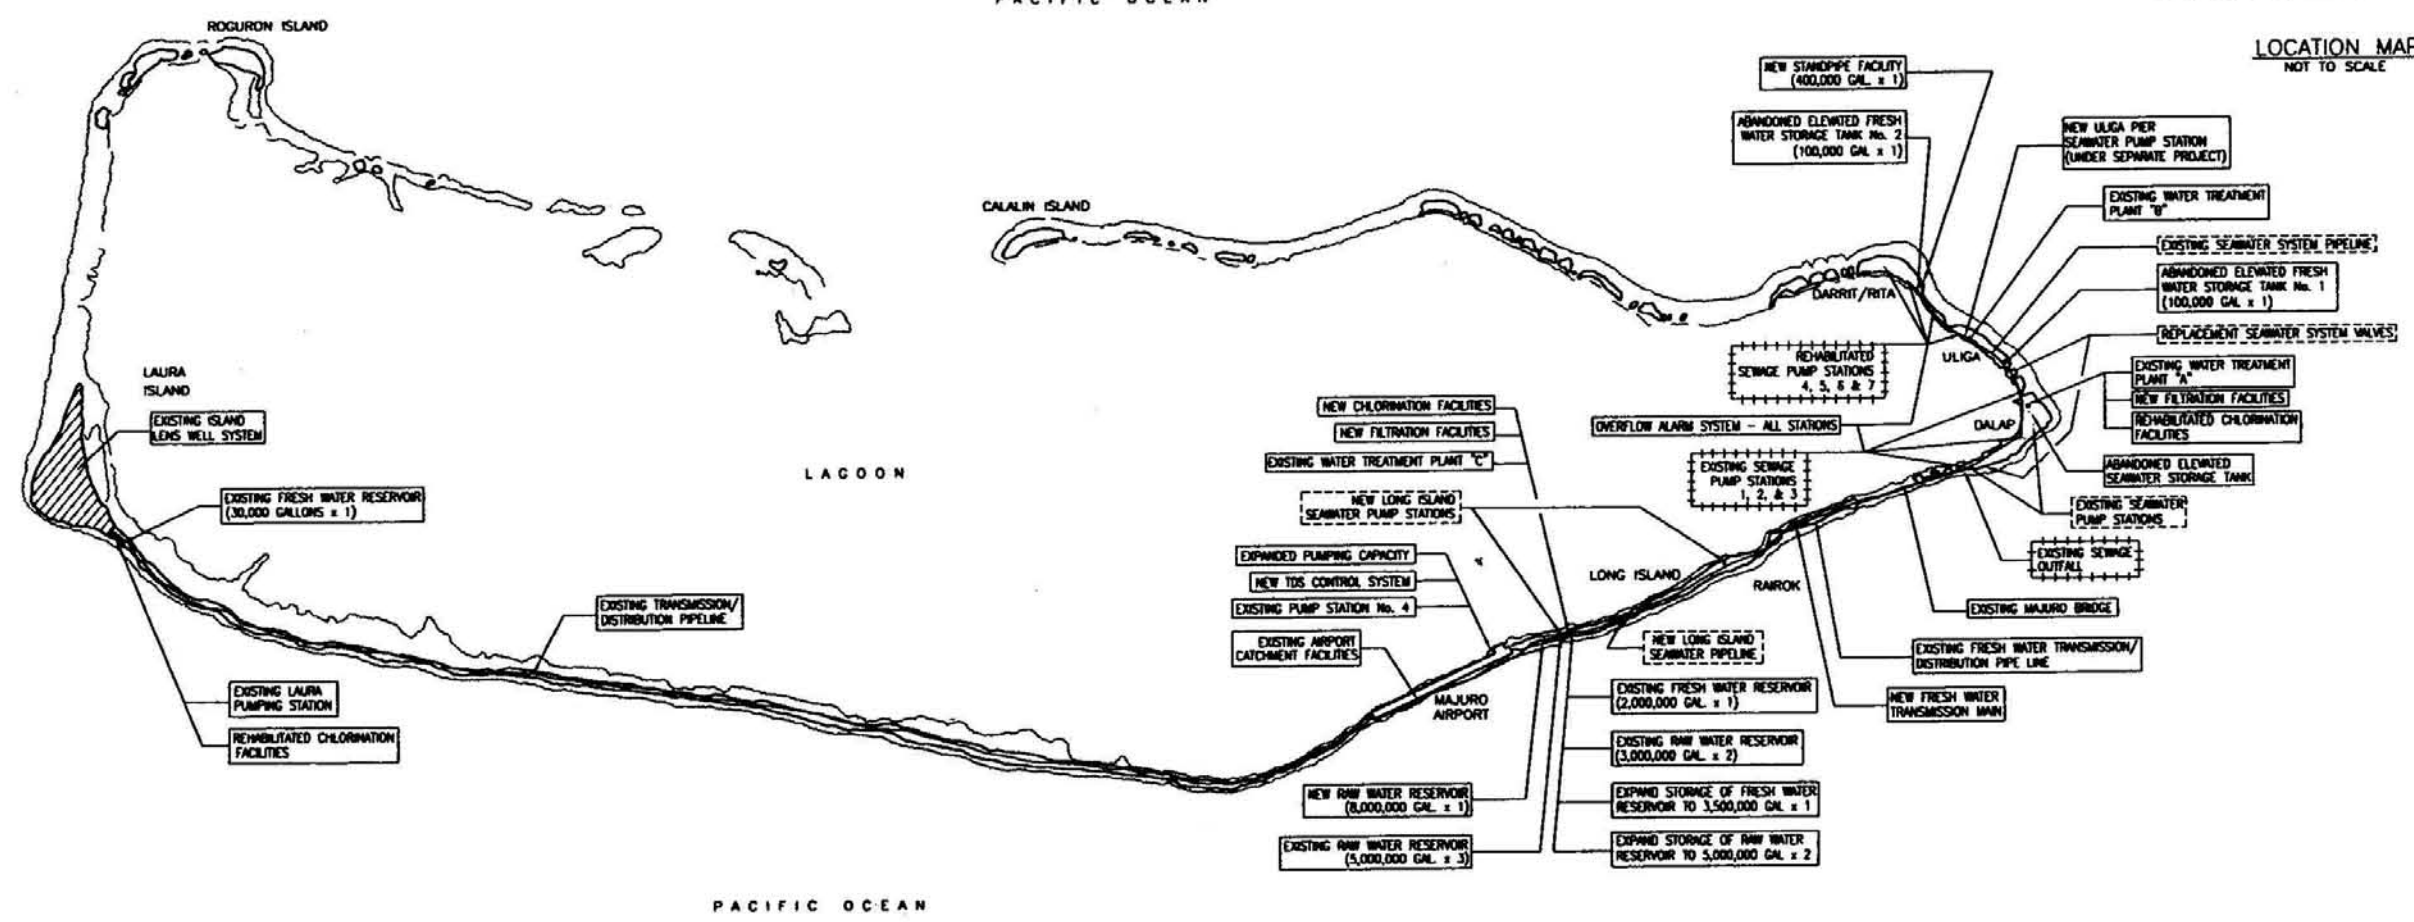 PACIFIC OCEAN
LOCATION MAP
NOT TO SCALE
ROGURON ISLAND
NEW STANDPIPE FACILITY
(400,000 GAL. x 1)
ABANDONED ELEVATED FRESH
WATER STORAGE TANK No. 2
(100,000 GAL x 1)
NEW ULIGA PIER
SEAWATER PUMP STATION
(UNDER SEPARATE PROJECT)
EXISTING WATER TREATMENT
PLANT "B"
EXISTING SEAWATER SYSTEM PIPELINE
ABANDONED ELEVATED FRESH
WATER STORAGE TANK No. 1
(100,000 GAL x 1)
REPLACEMENT SEAWATER SYSTEM VALVES
EXISTING WATER TREATMENT
PLANT "A"
NEW FILTRATION FACILITIES
REHABILITATED CHLORINATION
FACILITIES
ABANDONED ELEVATED
SEAWATER STORAGE TANK
EXISTING SEAWATER
PUMP STATIONS
EXISTING SEWAGE
OUTFALL
EXISTING MAJURO BRIDGE
EXISTING FRESH WATER TRANSMISSION/
DISTRIBUTION PIPE LINE
NEW FRESH WATER
TRANSMISSION MAIN
CALALIN ISLAND
DARRIT/RITA
ULIGA
DALAP
REHABILITATED
SEWAGE PUMP STATIONS
4, 5, 6 & 7
OVERFLOW ALARM SYSTEM - ALL STATIONS
EXISTING SEWAGE
PUMP STATIONS
1, 2, & 3
NEW CHLORINATION FACILITIES
NEW FILTRATION FACILITIES
EXISTING WATER TREATMENT PLANT "C"
NEW LONG ISLAND
SEAWATER PUMP STATIONS
EXPANDED PUMPING CAPACITY
NEW TDS CONTROL SYSTEM
EXISTING PUMP STATION No. 4
EXISTING AIRPORT
CATCHMENT FACILITIES
LONG ISLAND
RAIROK
NEW LONG ISLAND
SEAWATER PIPELINE
MAJURO
AIRPORT
EXISTING FRESH WATER RESERVOIR
(2,000,000 GAL. x 1)
EXISTING RAW WATER RESERVOIR
(3,000,000 GAL. x 2)
EXPAND STORAGE OF FRESH WATER
RESERVOIR TO 3,500,000 GAL x 1
EXPAND STORAGE OF RAW WATER
RESERVOIR TO 5,000,000 GAL x 2
NEW RAW WATER RESERVOIR
(8,000,000 GAL. x 1)
EXISTING RAW WATER RESERVOIR
(5,000,000 GAL. x 3)
LAGOON
LAURA
ISLAND
EXISTING ISLAND
LENS WELL SYSTEM
EXISTING FRESH WATER RESERVOIR
(30,000 GALLONS x 1)
EXISTING TRANSMISSION/
DISTRIBUTION PIPELINE
EXISTING LAURA
PUMPING STATION
REHABILITATED CHLORINATION
FACILITIES
PACIFIC OCEAN